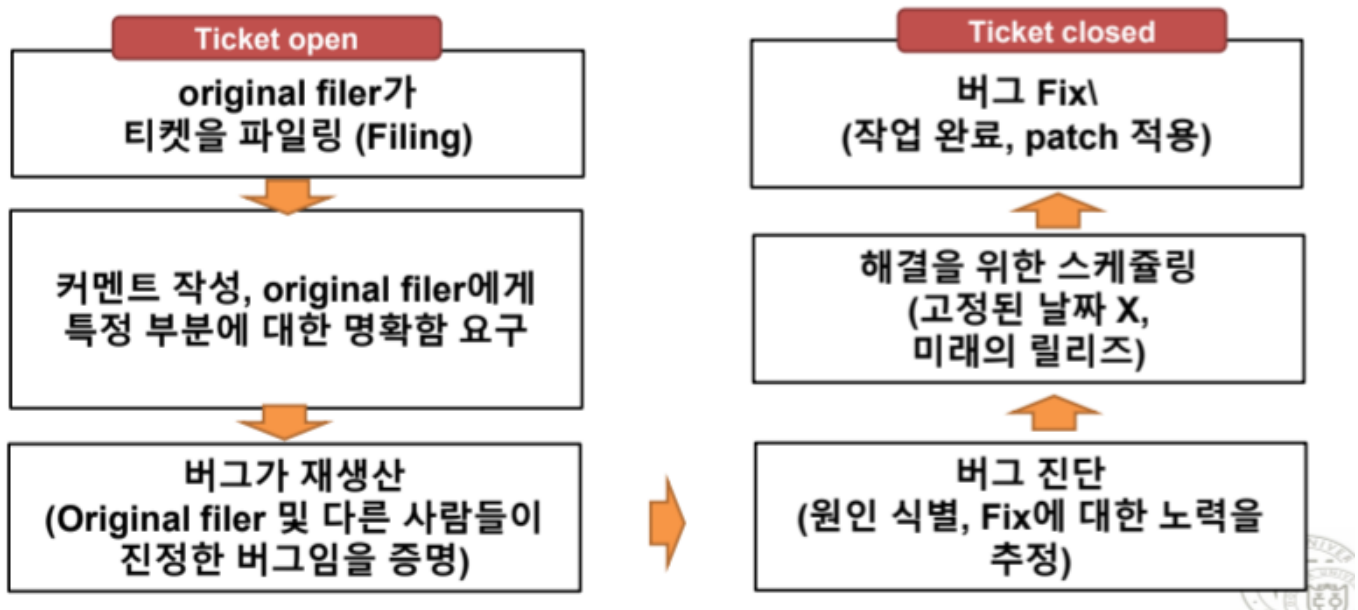 Ticket open
original filer가
티켓을 파일링 (Filing)
커멘트 작성, original filer에게
특정 부분에 대한 명확함 요구
버그가 재생산
(Original filer 및 다른 사람들이
진정한 버그임을 증명)
버그 진단
(원인 식별, Fix에 대한 노력을
추정)
해결을 위한 스케쥴링
(고정된 날짜 X,
미래의 릴리즈)
Ticket closed
버그 Fix\
(작업 완료, patch 적용)